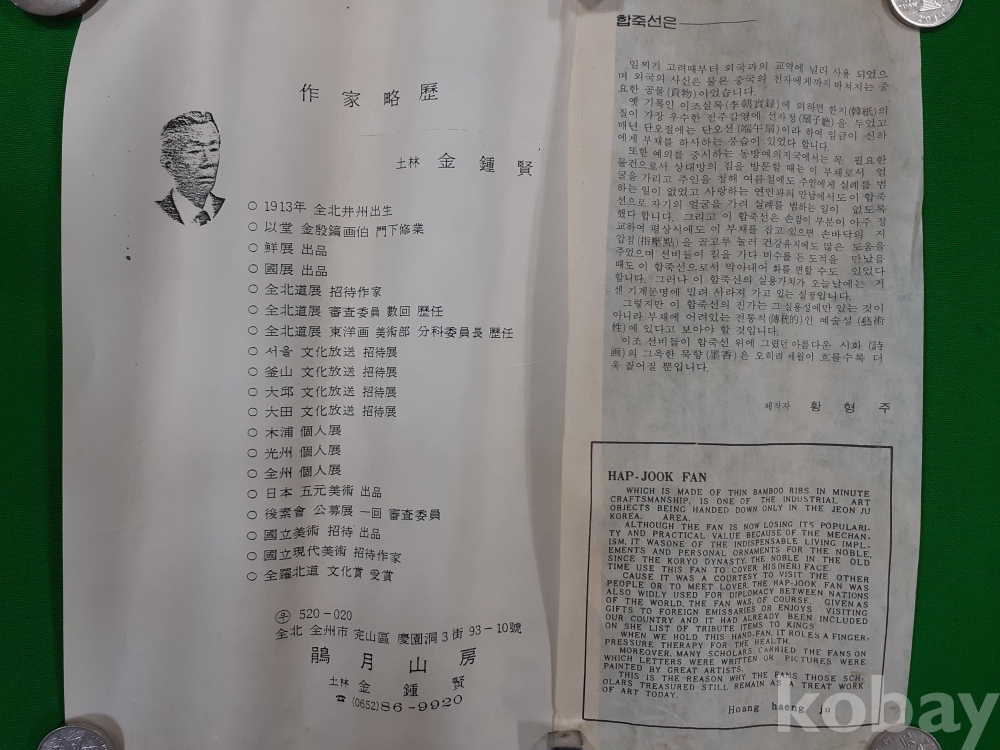 作家略歷
土林 金鍾賢
○ 1913年 全北井州出生
○ 以堂 金殷鎬画伯 門下修業
○ 鮮展 出品
○ 國展 出品
○ 全北道展 招待作家
○ 全北道展 審査委員 數回 歷任
○ 全北道展 東洋画 美術部 分科委員長 歷任
○ 서울 文化放送 招待展
○ 釜山 文化放送 招待展
○ 大邱 文化放送 招待展
○ 大田 文化放送 招待展
○ 木浦 個人展
○ 光州 個人展
○ 全州 個人展
○ 日本 五元美術 出品
○ 後素會 公募展 一回 審査委員
○ 國立美術 招待 出品
○ 國立現代美術 招待作家
○ 全羅北道 文化賞 受賞
㉾ 520-020
全北 全州市 完山區 慶園洞 3街 93-10號
鵑月山房
土林 金鍾賢
☎ (0652)86-9920
합죽선은
일찌기 고려때부터 외국과의 교역에 널리 사용 되었으
며 외국의 사신은 물론 중국의 천자에게까지 바쳐지는 중
요한 공물(貢物)이었습니다.
옛 기록인 이조실록(李朝實録)에 의하면 한지(韓紙)의
질이 가장 우수한 전주감영에 선자청(扇子廳)을 두었고
매년 단오절에는 단오선(端午扇)이라 하여 임금이 신하
에게 부채를 하사하는 풍습이 있었다 합니다.
또한 예의를 중시하는 동방예의지국에서는 꼭 필요한
물건으로서 상대방의 집을 방문할 때는 이 부채로서 얼
굴을 가리고 주인을 청해 여름철에도 주인에게 실례를 범
하는 일이 없었고 사랑하는 연인과의 만남에서도 이 합죽
선으로 자기의 얼굴을 가려 실례를 범하는 일이 없도록
했다 합니다. 그리고 이 합죽선은 손잡이 부분이 아주 정
교하여 평상시에도 이 부채를 잡고 있으면 손바닥의 지
압점(指壓點)을 골고루 눌러 건강유지에도 많은 도움을
주었으며 선비들이 길을 가다 비수를 든 도적을 만났을
때도 이 합죽선으로서 막아내어 화를 면할 수도 있었다
합니다. 그러나 이 합죽선의 실용가치가 오늘날에는 거
센 기계문명에 밀려 사라져 가고 있는 실정입니다.
그렇지만 이 합죽선의 진가는 그 실용성에만 있는 것이
아니라 부채에 어려있는 전통적(傳統的)인 예술성(藝術
性)에 있다고 보아야 할 것입니다.
이조 선비들이 합죽선 위에 그렸던 아름다운 시화 (詩
画)의 그윽한 묵향(墨香)은 오히려 세월이 흐를수록 더
욱 짙어질 뿐입니다.
제작자 황형주
HAP-JOOK FAN
WHICH IS MADE OF THIN BAMBOO RIBS IN MINUTE
CRAFTSMANSHIP, IS ONE OF THE INDUSTRIAL ART
OBJECTS BEING HANDED DOWN ONLY IN THE JEON JU
KOREA. AREA.
ALTHOUGH THE FAN IS NOW LOSING ITS POPULARI-
TY AND PRACTICAL VALUE BECAUSE OF THE MECHAN-
ISM, IT WASONE OF THE INDISPENSABLE LIVING IMPL-
EMENTS AND PERSONAL ORNAMENTS FOR THE NOBLE,
SINCE THE KORYO DYNASTY, THE NOBLE IN THE OLD
TIME USE THIS FAN TO COVER HIS(HER) FACE.
CAUSE IT WAS A COURTESY TO VISIT THE OTHER
PEOPLE OR TO MEET LOVER. THE HAP-JOOK FAN WAS
ALSO WIDLY USED FOR DIPLOMACY BETWEEN NATIONS
OF THE WORLD. THE FAN WAS, OF COURSE, GIVEN AS
GIFTS TO FOREIGN EMISSARIES OR ENJOYS VISITING
OUR COUNTRY AND IT HAD ALREADY BEEN INCLUDED
ON SHE LIST OF TRIBUTE ITEMS TO KINGS.
WHEN WE HOLD THIS HAND-FAN, IT ROLES A FINGER-
PRESSURE THERAPY FOR THE HEALTH.
MOREOVER, MANY SCHOLARS CARRIED THE FANS ON
WHICH LETTERS WERE WRITTEN OR PICTURES WERE
PAINTED BY GREAT ARTISTS.
THIS IS THE REASON WHY THE FANS THOSE SCH-
OLARS TREASURED STILL REMAIN AS A TREAT WORK
OF ART TODAY.
Hoang haeng ju
kobay